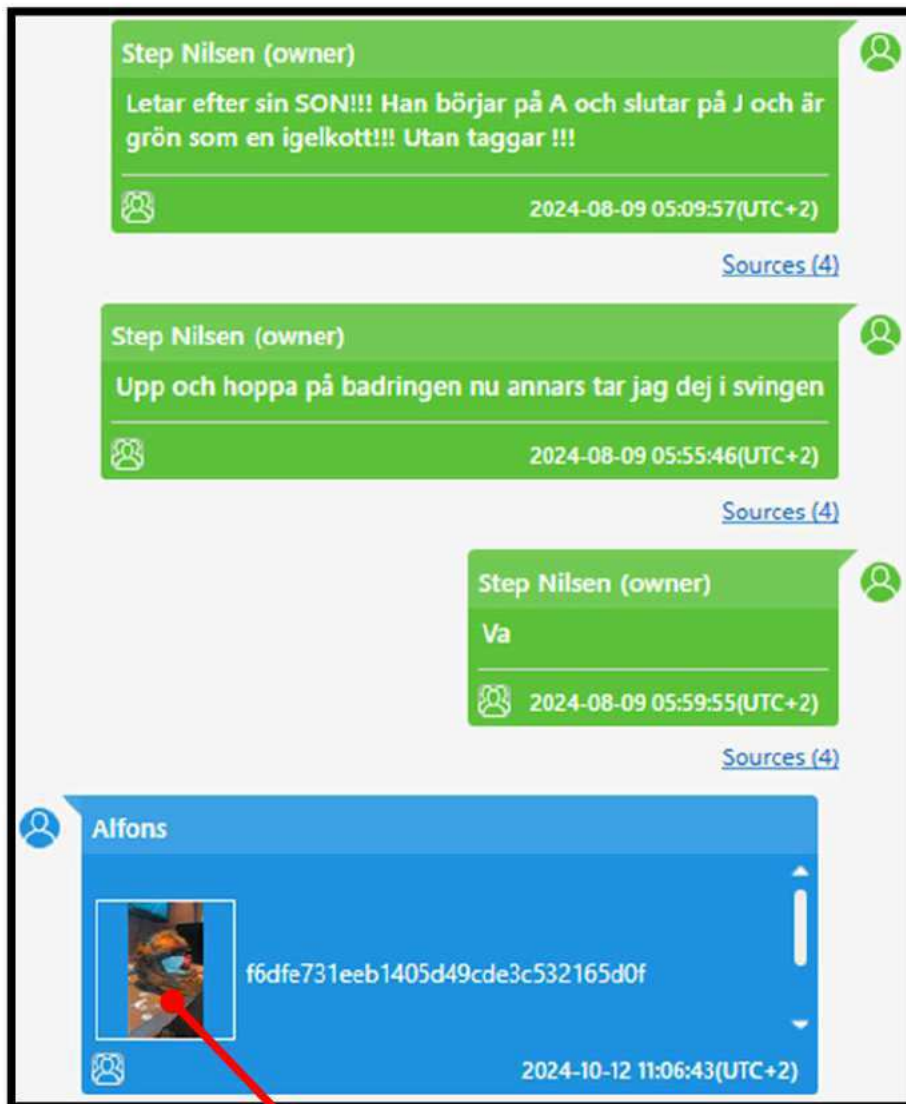 Step Nilsen (owner)
Letar efter sin SON!!! Han börjar på A och slutar på J och är
grön som en igelkott!!! Utan taggar !!!
2024-08-09 05:09:57(UTC+2)
Sources (4)
Step Nilsen (owner)
Upp och hoppa på badringen nu annars tar jag dej i svingen
2024-08-09 05:55:46(UTC+2)
Sources (4)
Step Nilsen (owner)
Va
2024-08-09 05:59:55(UTC+2)
Sources (4)
Alfons
f6dfe731eeb1405d49cde3c532165d0f
2024-10-12 11:06:43(UTC+2)